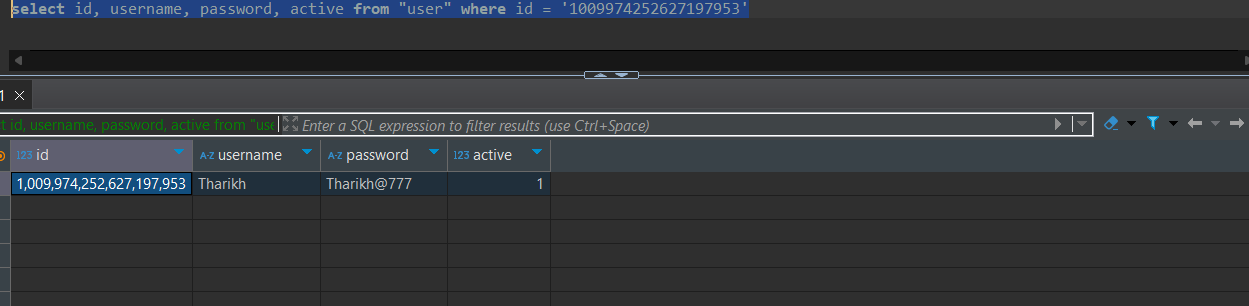 select id, username, password, active from "user" where id = '1009974252627197953'
1
ct id, username, password, active from "use
Enter a SQL expression to filter results (use Ctrl+Space)
123 id A-Z username A-Z password 123 active
1,009,974,252,627,197,953 Tharikh Tharikh@777 1